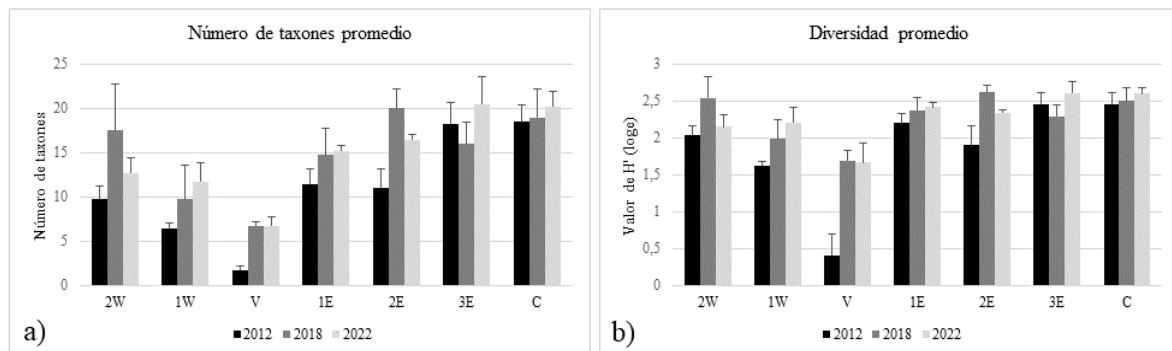 Número de taxones promedio
25
20
15
10
5
0
Número de taxones
2W 1W V 1E 2E 3E C
2012 2018 2022
a)
Diversidad promedio
3
2,5
2
1,5
1
0,5
0
Valor de H' (loge)
2W 1W V 1E 2E 3E C
2012 2018 2022
b)